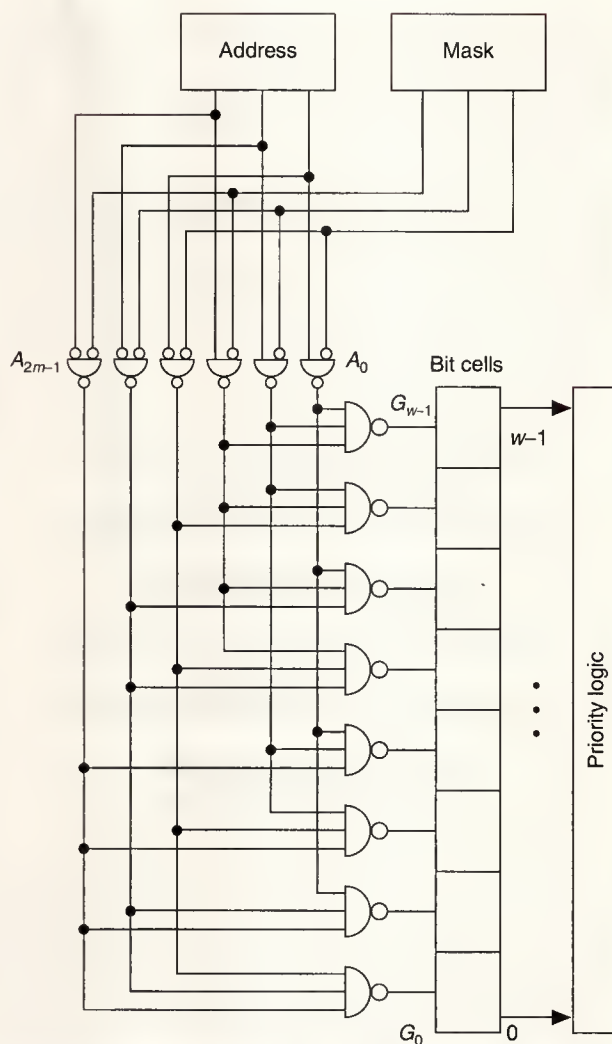 Address
Mask
A2m–1
A0
Bit cells
Gw–1
w–1
Priority logic
G0
0